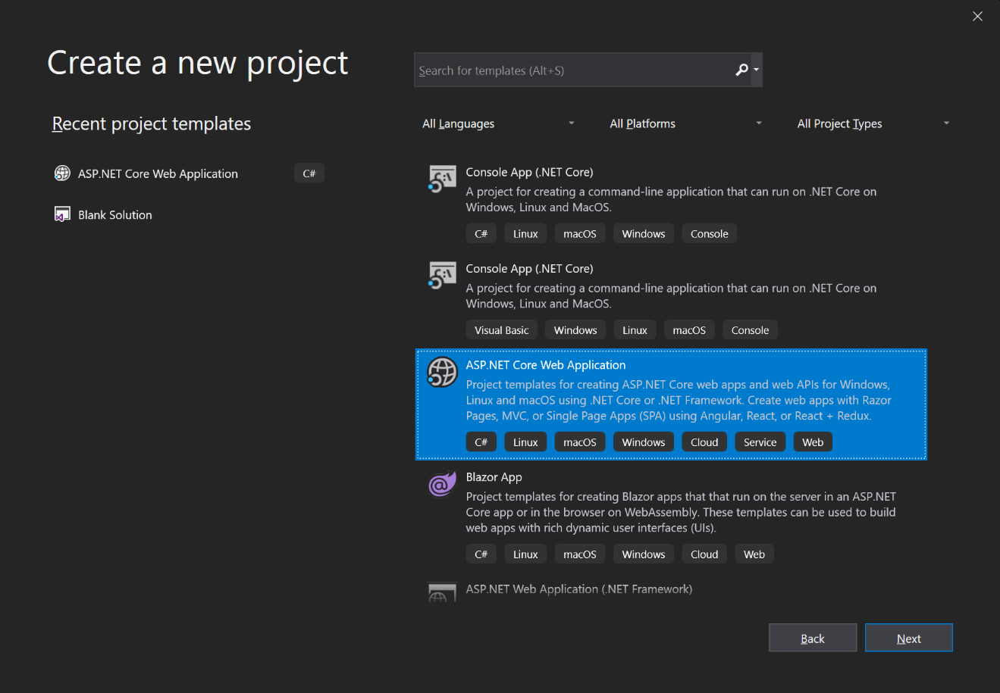 Create a new project
Search for templates (Alt+S)
Recent project templates
ASP.NET Core Web Application
C#
Blank Solution
All Languages
All Platforms
All Project Types
Console App (.NET Core)
A project for creating a command-line application that can run on .NET Core on
Windows, Linux and MacOS.
C# Linux macOS Windows Console
Console App (.NET Core)
A project for creating a command-line application that can run on .NET Core on
Windows, Linux and MacOS.
Visual Basic Windows Linux macOS Console
ASP.NET Core Web Application
Project templates for creating ASP.NET Core web apps and web APIs for Windows,
Linux and macOS using .NET Core or .NET Framework. Create web apps with Razor
Pages, MVC, or Single Page Apps (SPA) using Angular, React, or React + Redux.
C# Linux macOS Windows Cloud Service Web
Blazor App
Project templates for creating Blazor apps that that run on the server in an ASP.NET
Core app or in the browser on WebAssembly. These templates can be used to build
web apps with rich dynamic user interfaces (UIs).
C# Linux macOS Windows Cloud Web
ASP.NET Web Application (.NET Framework)
Back
Next